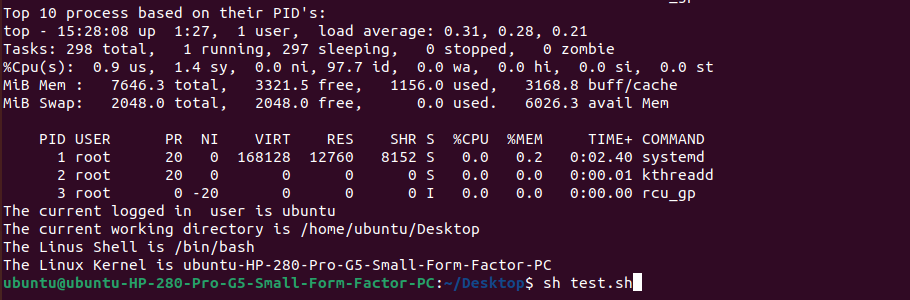 Top 10 process based on their PID's:
top - 15:28:08 up  1:27,  1 user,  load average: 0.31, 0.28, 0.21
Tasks: 298 total,   1 running, 297 sleeping,   0 stopped,   0 zombie
%Cpu(s):  0.9 us,  1.4 sy,  0.0 ni, 97.7 id,  0.0 wa,  0.0 hi,  0.0 si,  0.0 st
MiB Mem :   7646.3 total,   3321.5 free,   1156.0 used,   3168.8 buff/cache
MiB Swap:   2048.0 total,   2048.0 free,      0.0 used.   6026.3 avail Mem
    PID USER      PR  NI    VIRT    RES    SHR S  %CPU  %MEM     TIME+ COMMAND
      1 root      20   0  168128  12760   8152 S   0.0   0.2   0:02.40 systemd
      2 root      20   0       0      0      0 S   0.0   0.0   0:00.01 kthreadd
      3 root       0 -20       0      0      0 I   0.0   0.0   0:00.00 rcu_gp
The current logged in  user is ubuntu
The current working directory is /home/ubuntu/Desktop
The Linus Shell is /bin/bash
The Linux Kernel is ubuntu-HP-280-Pro-G5-Small-Form-Factor-PC
ubuntu@ubuntu-HP-280-Pro-G5-Small-Form-Factor-PC:~/Desktop$ sh test.sh